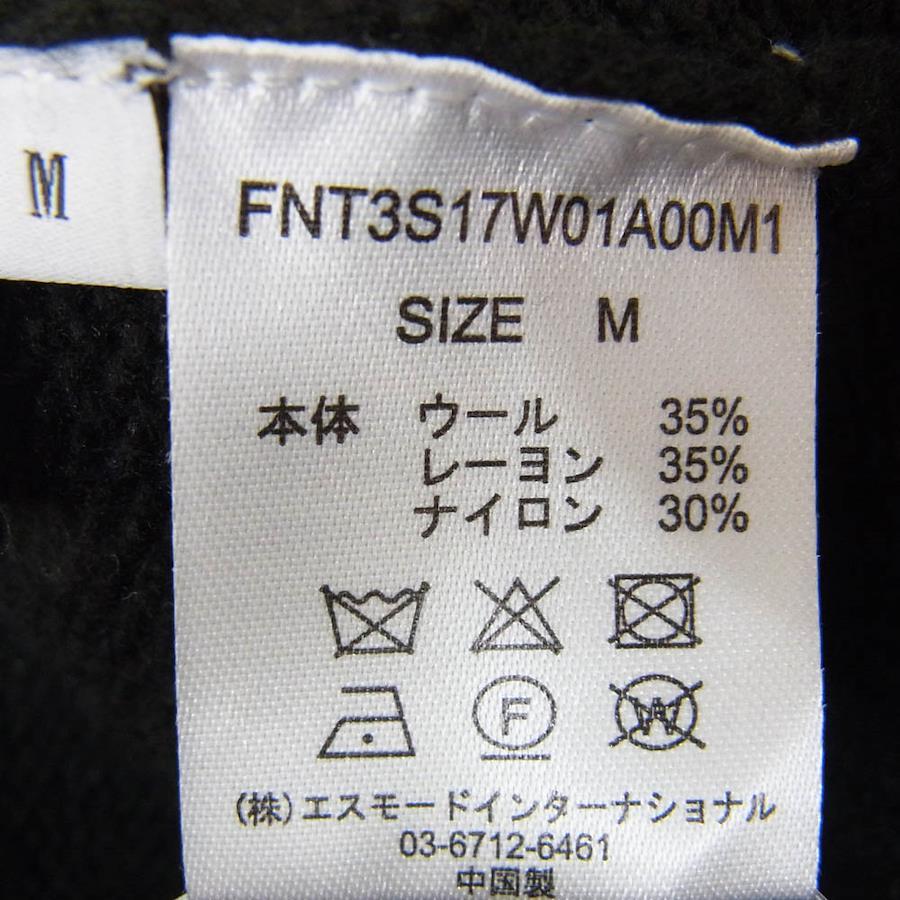 M
FNT3S17W01A00M1
SIZE M
本体 ウール 35%
レーヨン 35%
ナイロン 30%
F W
(株)エスモードインターナショナル
03-6712-6461
中国製